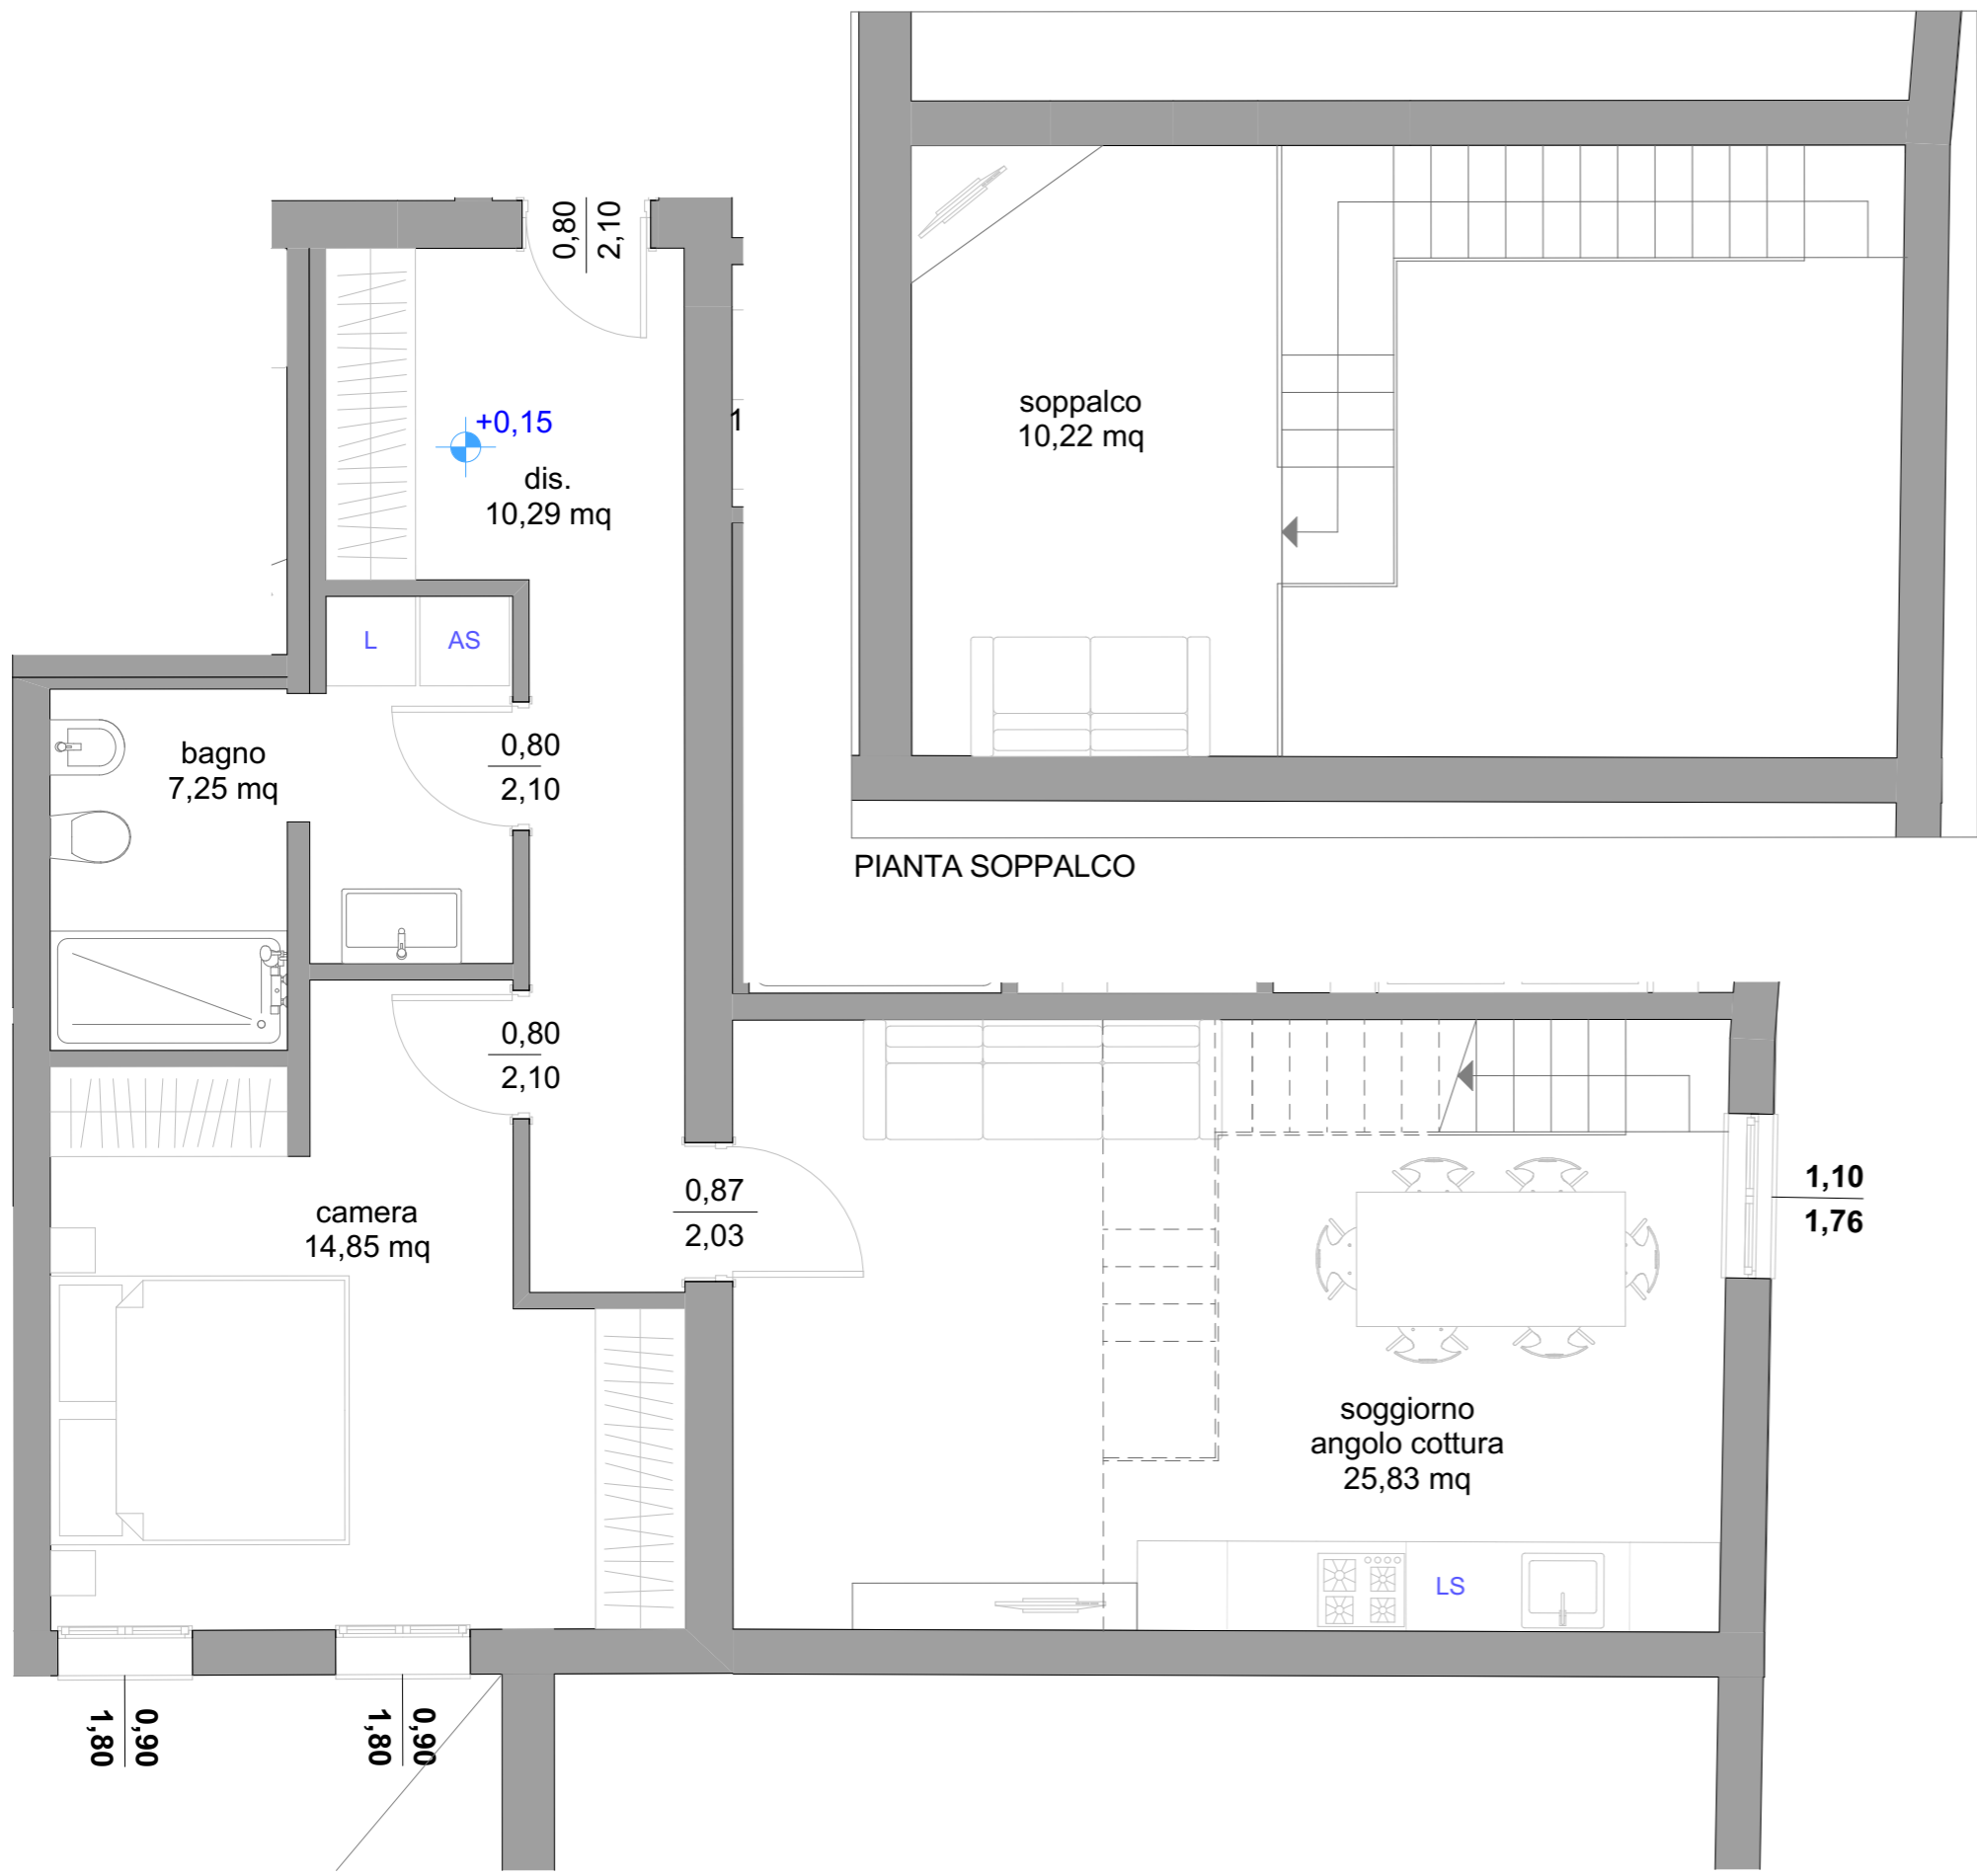 0,80
2,10
+0,15
dis.
10,29 mq
1
soppalco
10,22 mq
L
AS
bagno
7,25 mq
0,80
2,10
PIANTA SOPPALCO
0,80
2,10
camera
14,85 mq
0,87
2,03
1,10
1,76
soggiorno
angolo cottura
25,83 mq
LS
0,90
1,80
0,90
1,80